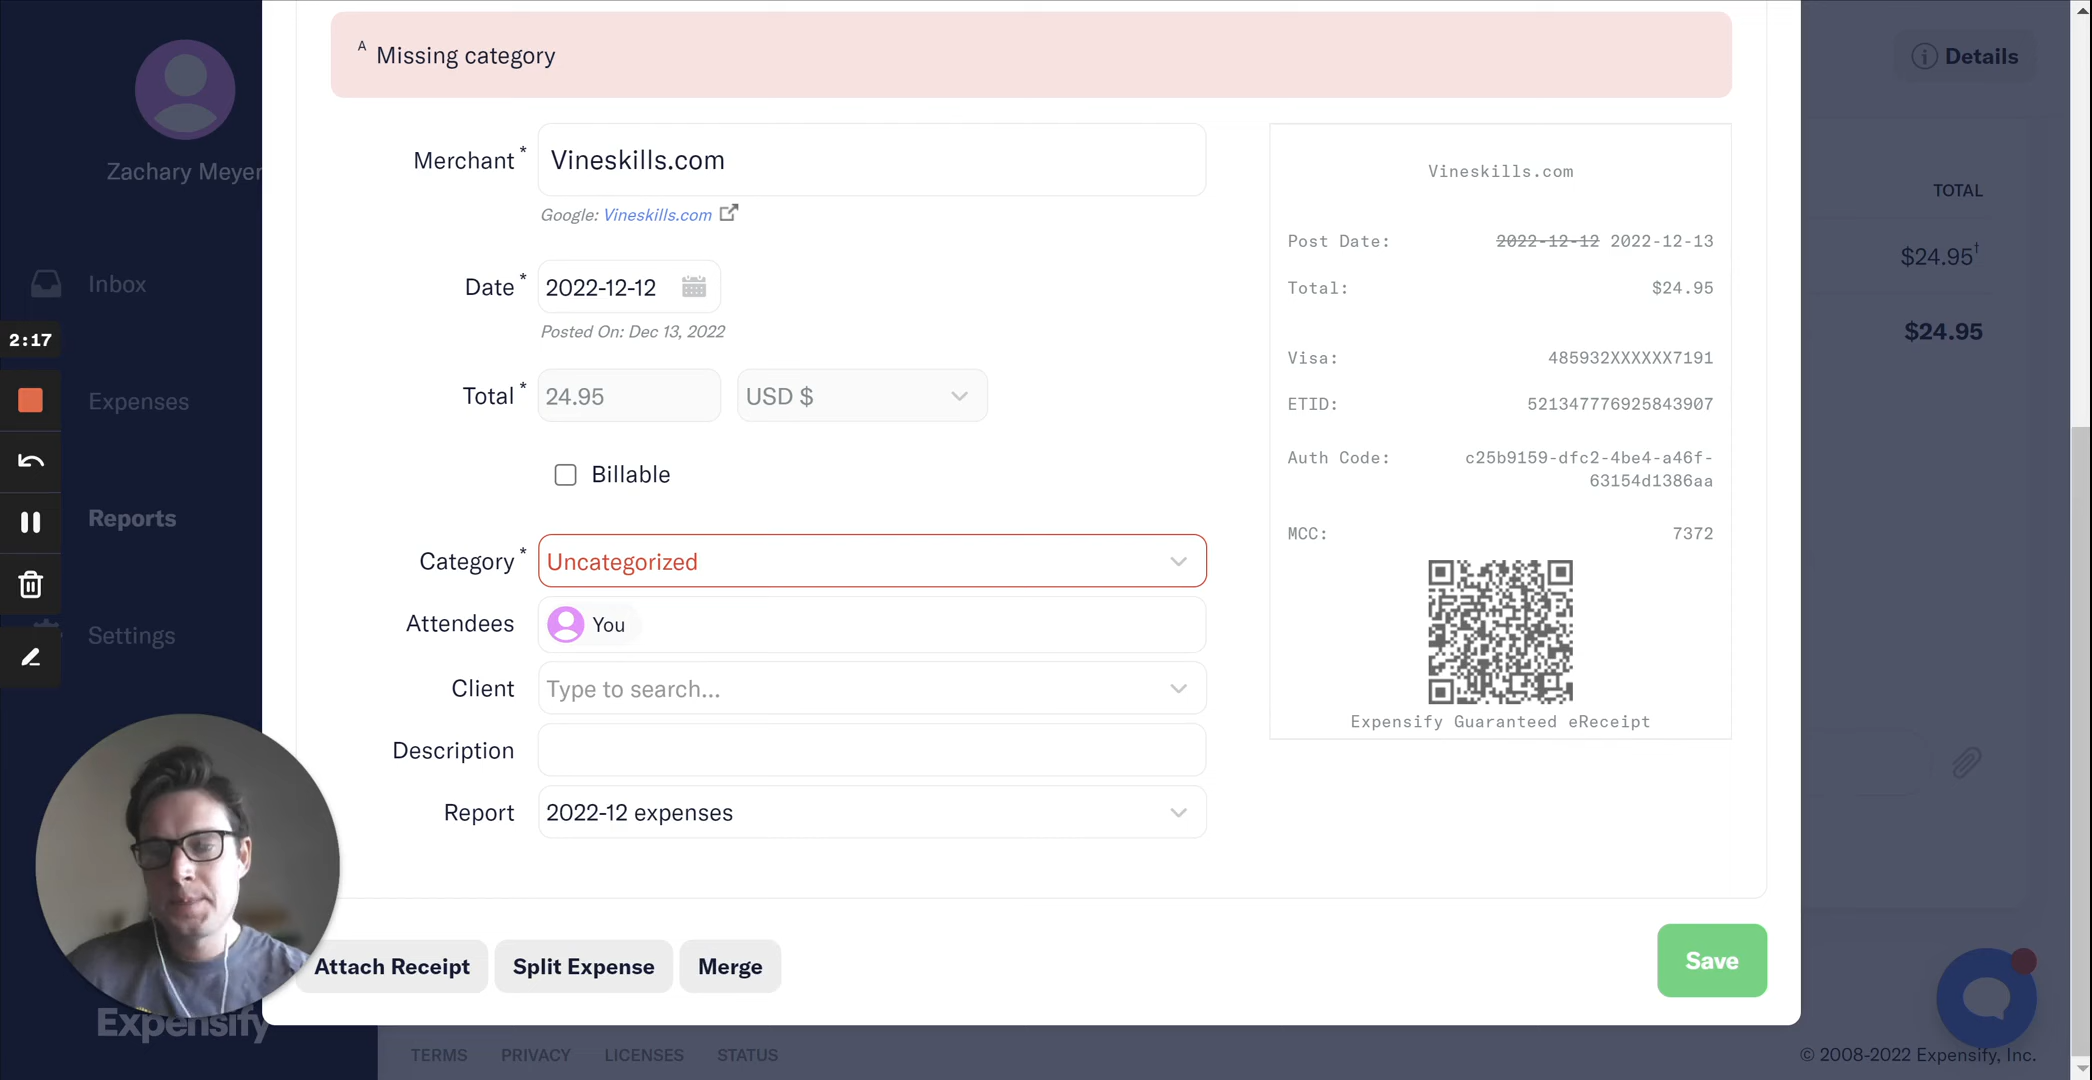 A Missing category
Details
Zachary Meyer
Inbox
2:17
Expenses
Reports
Settings
Expensify
Merchant *
Vineskills.com
Google: Vineskills.com
Date *
2022-12-12
Posted On: Dec 13, 2022
Total *
24.95
USD $
Billable
Category *
Uncategorized
Attendees
You
Client
Type to search...
Description
Report
2022-12 expenses
Vineskills.com
Post Date: 2022-12-12 2022-12-13
Total: $24.95
Visa: 485932XXXXXX7191
ETID: 521347776925843907
Auth Code: c25b9159-dfc2-4be4-a46f-
63154d1386aa
MCC: 7372
Expensify Guaranteed eReceipt
TOTAL
$24.95†
$24.95
Attach Receipt
Split Expense
Merge
Save
TERMS PRIVACY LICENSES STATUS
© 2008-2022 Expensify, Inc.